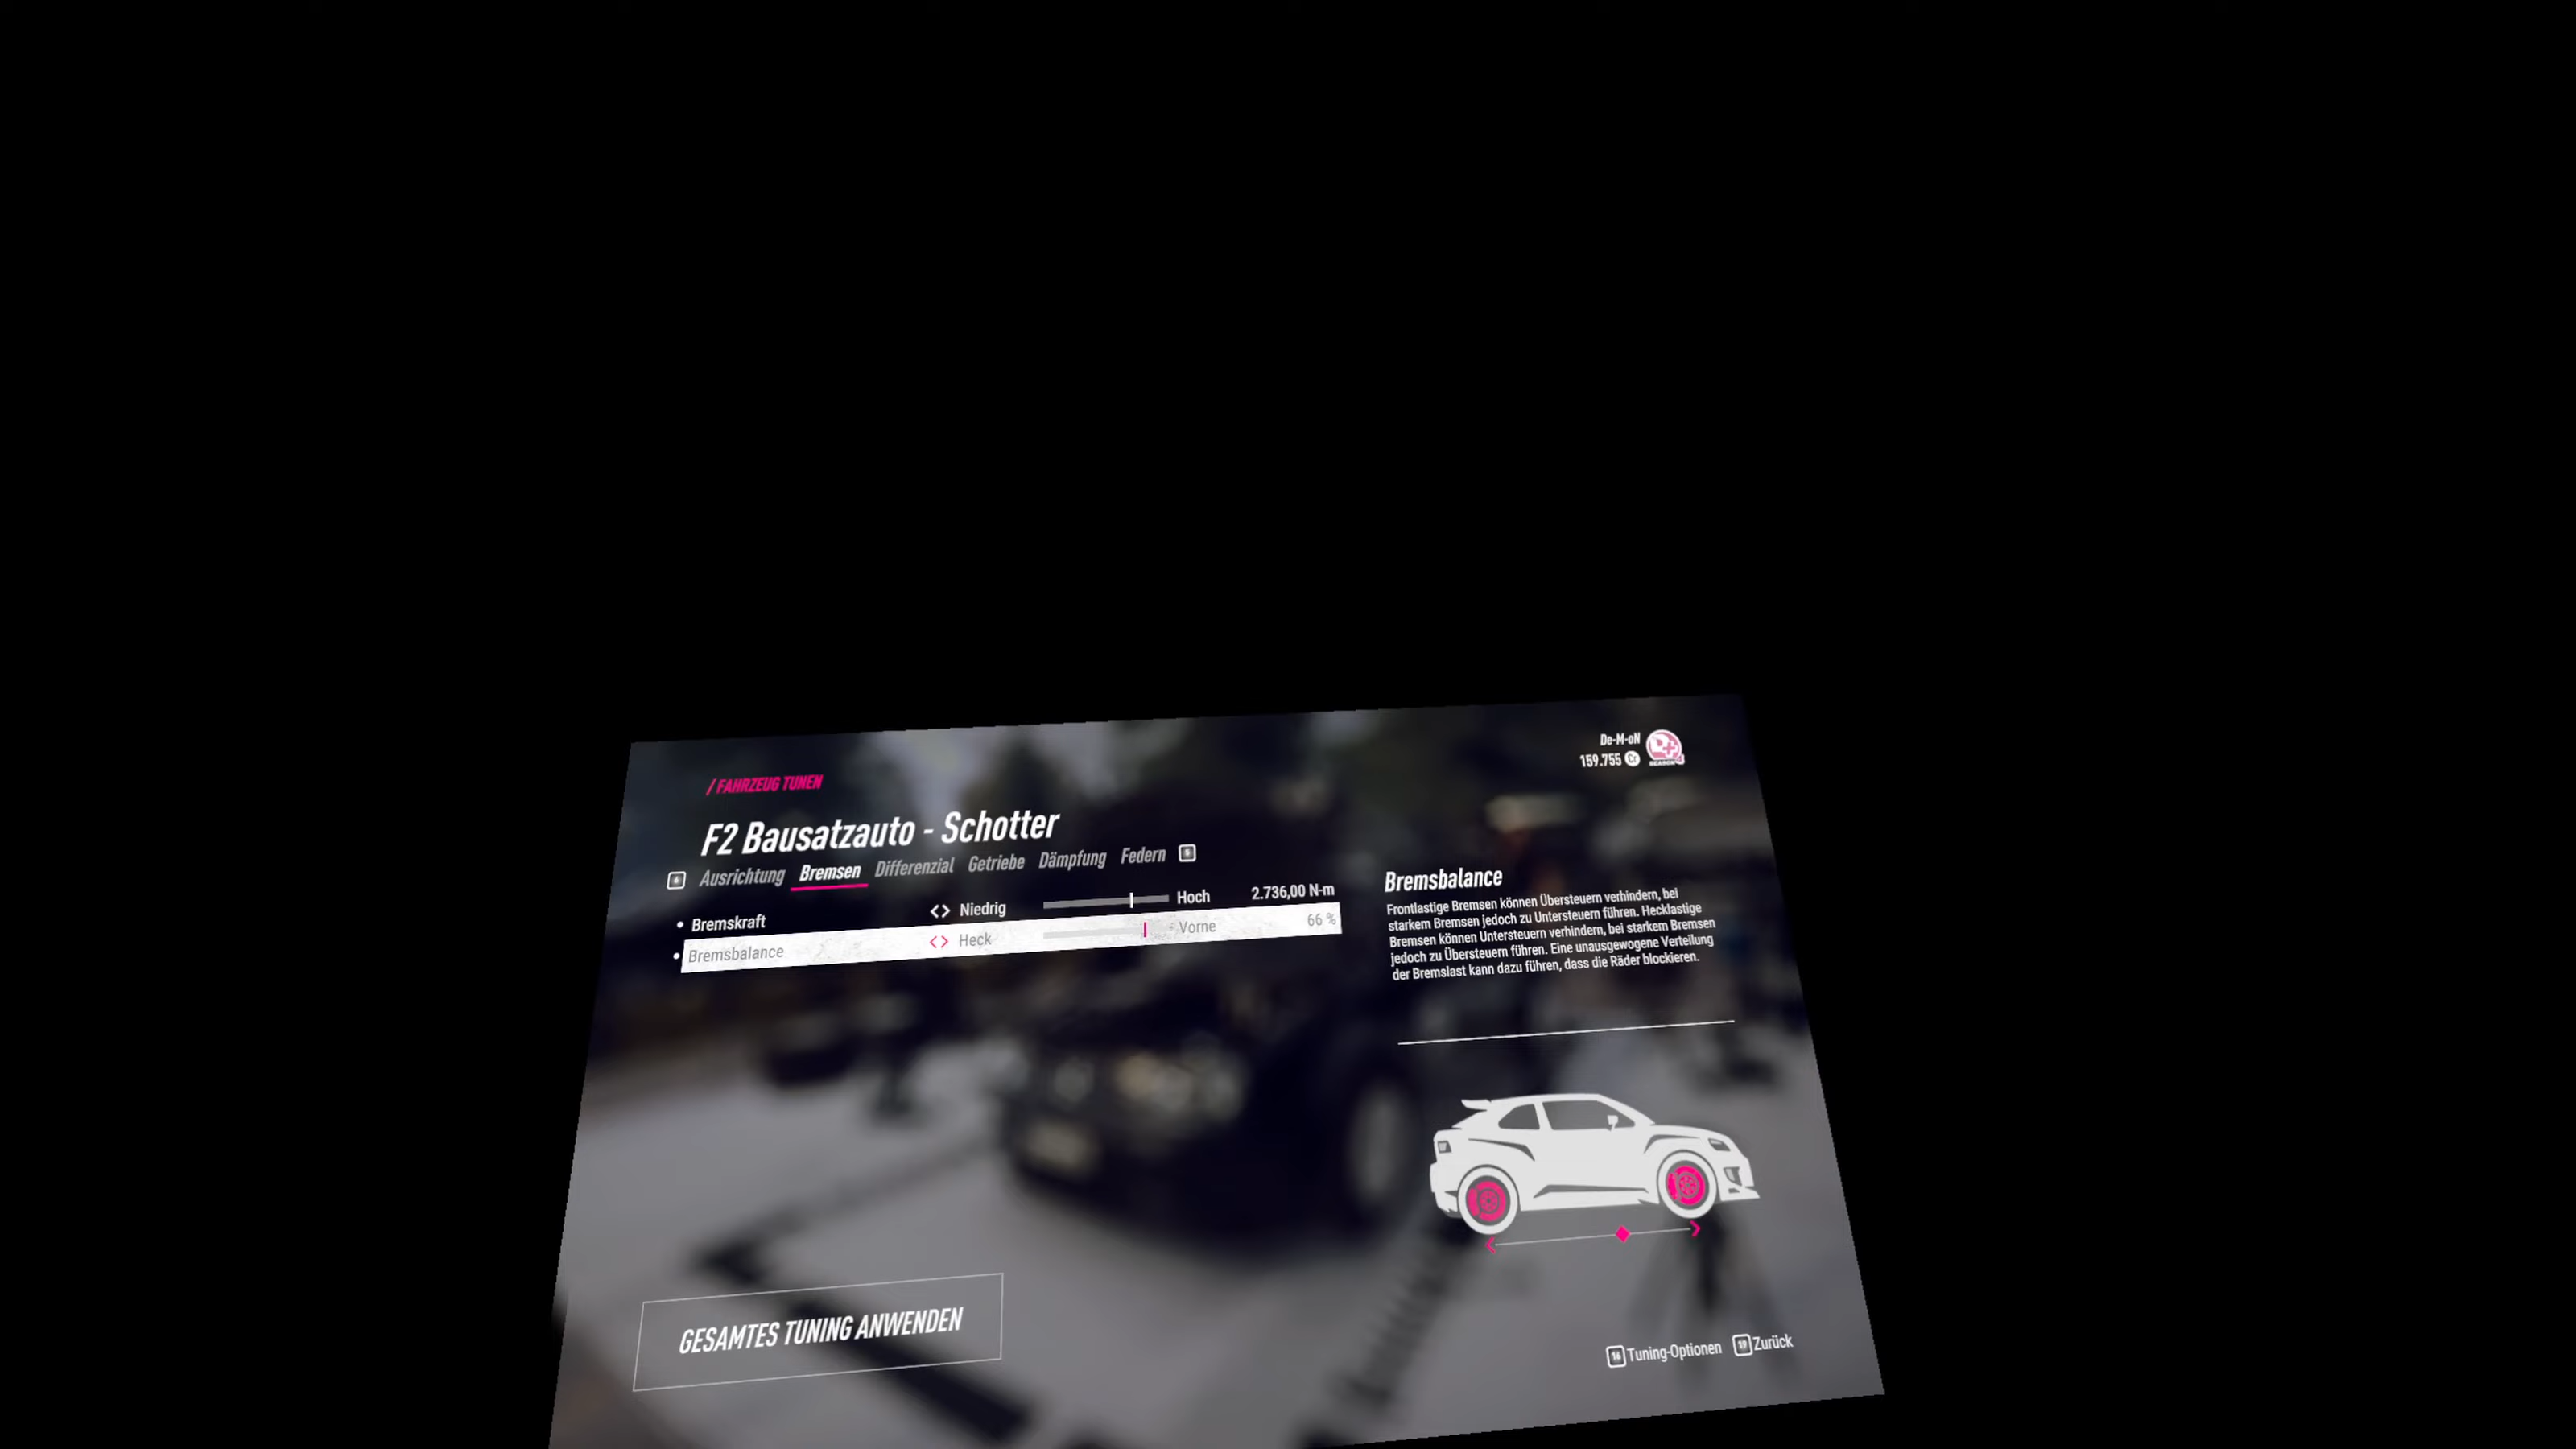 De-M-oN
159.755 Cr
SEASON
/ FAHRZEUG TUNEN
F2 Bausatzauto - Schotter
Ausrichtung Bremsen Differenzial Getriebe Dämpfung Federn
Bremskraft Niedrig Hoch 2.736,00 N-m
Bremsbalance Heck Vorne 66 %
Bremsbalance
Frontlastige Bremsen können Übersteuern verhindern, bei
starkem Bremsen jedoch zu Untersteuern führen. Hecklastige
Bremsen können Untersteuern verhindern, bei starkem Bremsen
jedoch zu Übersteuern führen. Eine unausgewogene Verteilung
der Bremslast kann dazu führen, dass die Räder blockieren.
GESAMTES TUNING ANWENDEN
Tuning-Optionen Zurück